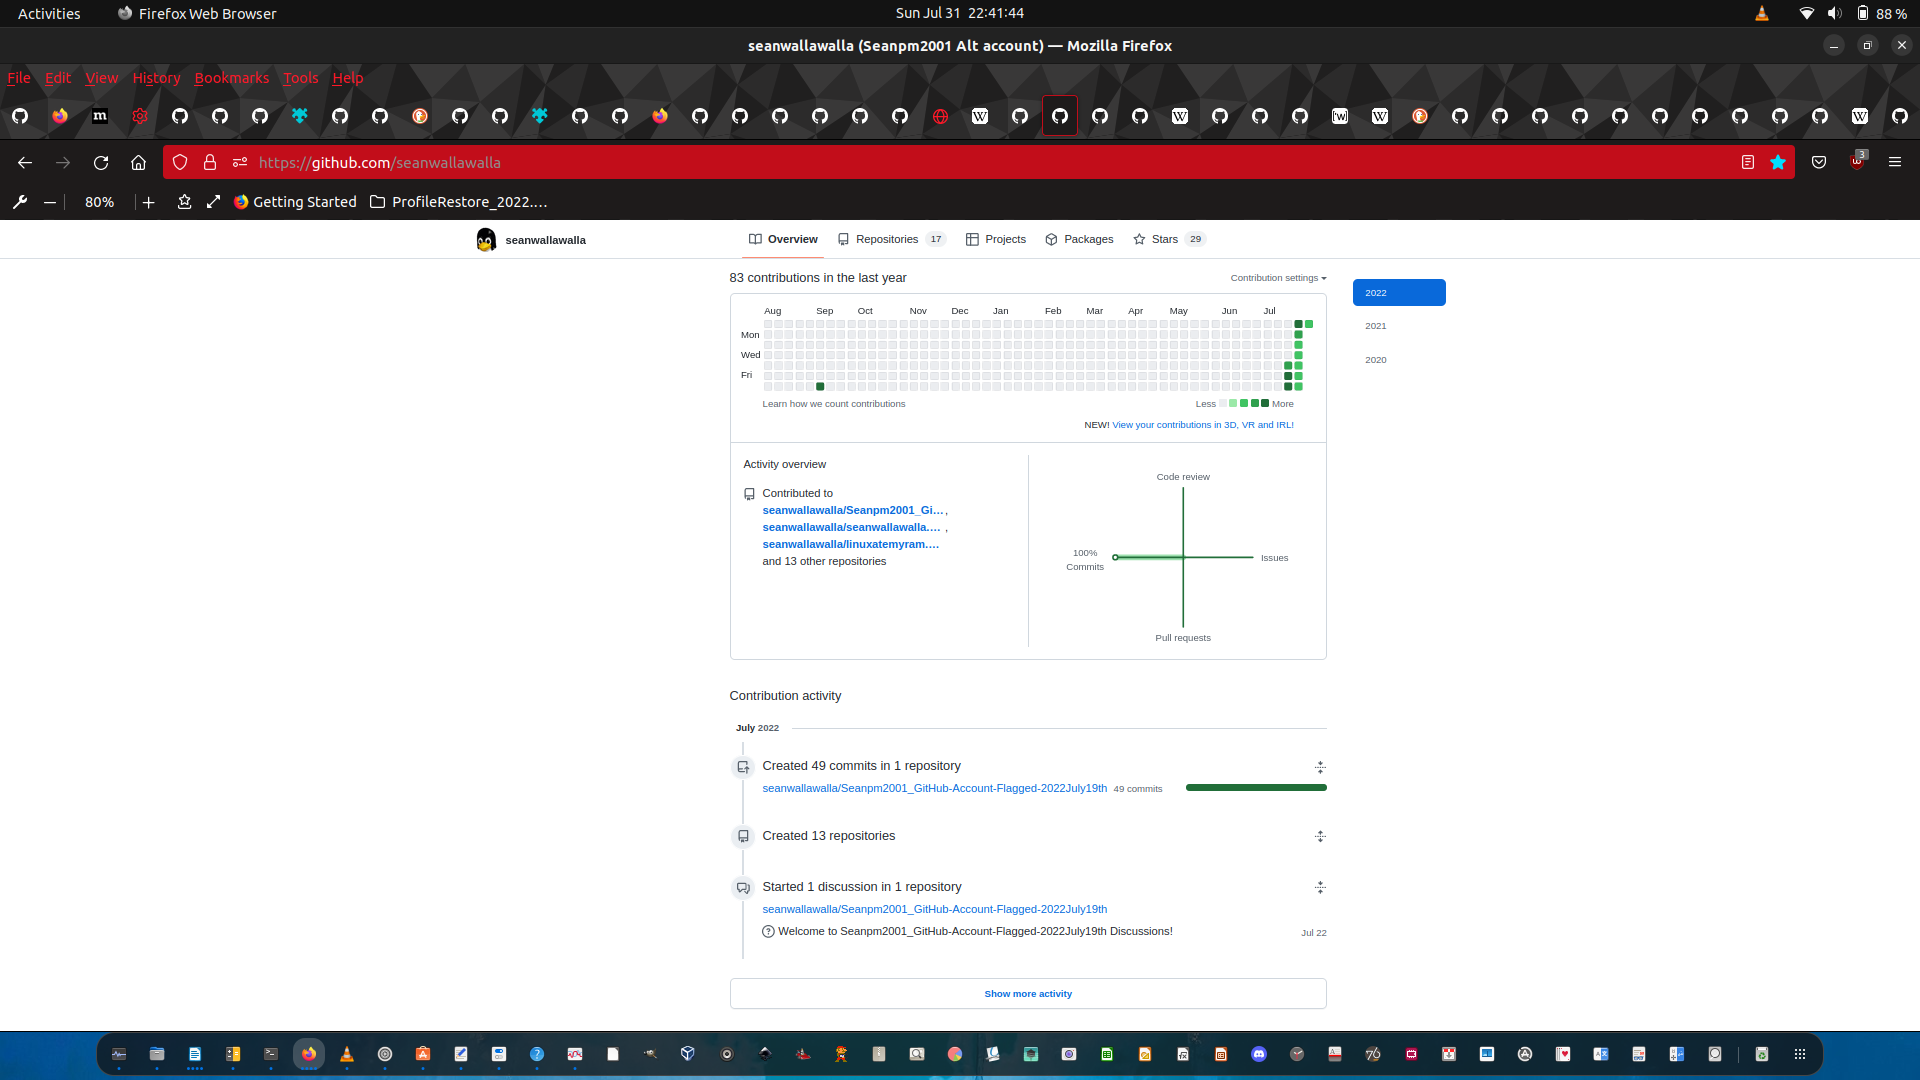 Activities Firefox Web Browser Sun Jul 31 22:41:44 88 %
seanwallawalla (Seanpm2001 Alt account) — Mozilla Firefox
File Edit View History Bookmarks Tools Help
https://github.com/seanwallawalla 3
80% Getting Started ProfileRestore_2022.…
seanwallawalla Overview Repositories 17 Projects Packages Stars 29
83 contributions in the last year Contribution settings
2022
2021
2020
Aug Sep Oct Nov Dec Jan Feb Mar Apr May Jun Jul
Mon
Wed
Fri
Learn how we count contributions Less More
NEW! View your contributions in 3D, VR and IRL!
Activity overview
Contributed to
seanwallawalla/Seanpm2001_Gi… ,
seanwallawalla/seanwallawalla.… ,
seanwallawalla/linuxatemyram.…
and 13 other repositories
Code review
100%
Commits
Issues
Pull requests
Contribution activity
July 2022
Created 49 commits in 1 repository
seanwallawalla/Seanpm2001_GitHub-Account-Flagged-2022July19th 49 commits
Created 13 repositories
Started 1 discussion in 1 repository
seanwallawalla/Seanpm2001_GitHub-Account-Flagged-2022July19th
Welcome to Seanpm2001_GitHub-Account-Flagged-2022July19th Discussions! Jul 22
Show more activity